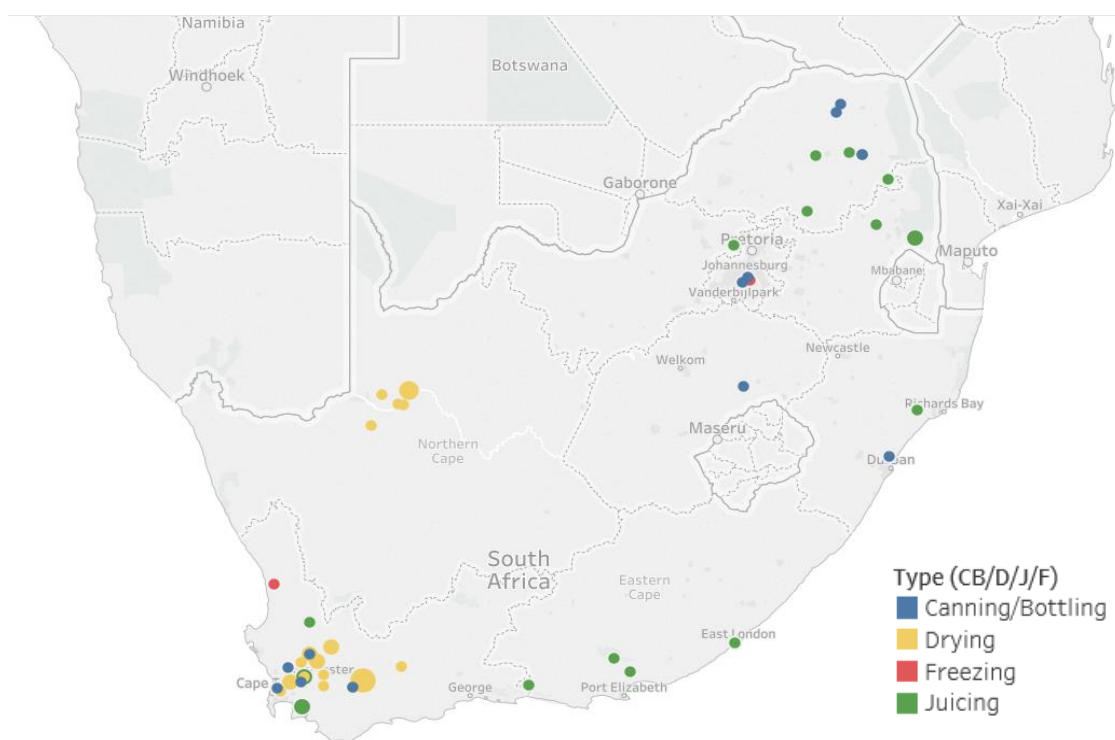 Namibia
Windhoek
Botswana
Gaborone
Xai-Xai
Pretoria
Maputo
Johannesburg
Mbabane
Vanderbijlpark
Newcastle
Welkom
Richards Bay
Maseru
Northern
Cape
Durban
South
Africa
Eastern
Cape
East London
Cape
George
Port Elizabeth
Type (CB/D/J/F)
Canning/Bottling
Drying
Freezing
Juicing